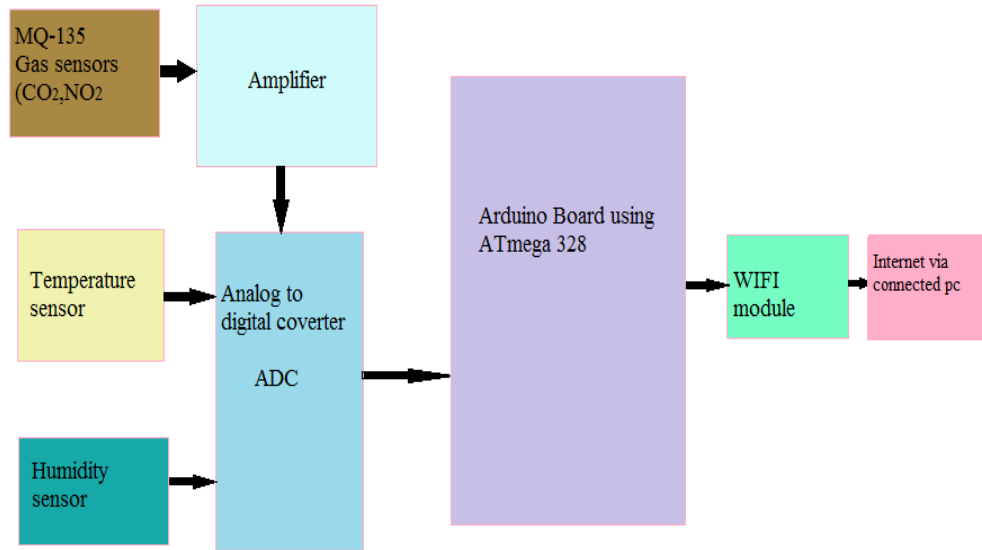 MQ-135
Gas sensors
(CO₂,NO₂
Amplifier
Temperature
sensor
Analog to
digital coverter
ADC
Humidity
sensor
Arduino Board using
ATmega 328
WIFI
module
Internet via
connected pc